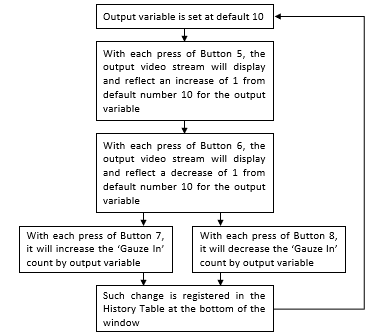 Output variable is set at default 10
With each press of Button 5, the
output video stream will display
and reflect an increase of 1 from
default number 10 for the output
variable
With each press of Button 6, the
output video stream will display
and reflect a decrease of 1 from
default number 10 for the output
variable
With each press of Button 7,
it will increase the ‘Gauze In’
count by output variable
With each press of Button 8,
it will decrease the ‘Gauze In’
count by output variable
Such change is registered in the
History Table at the bottom of the
window